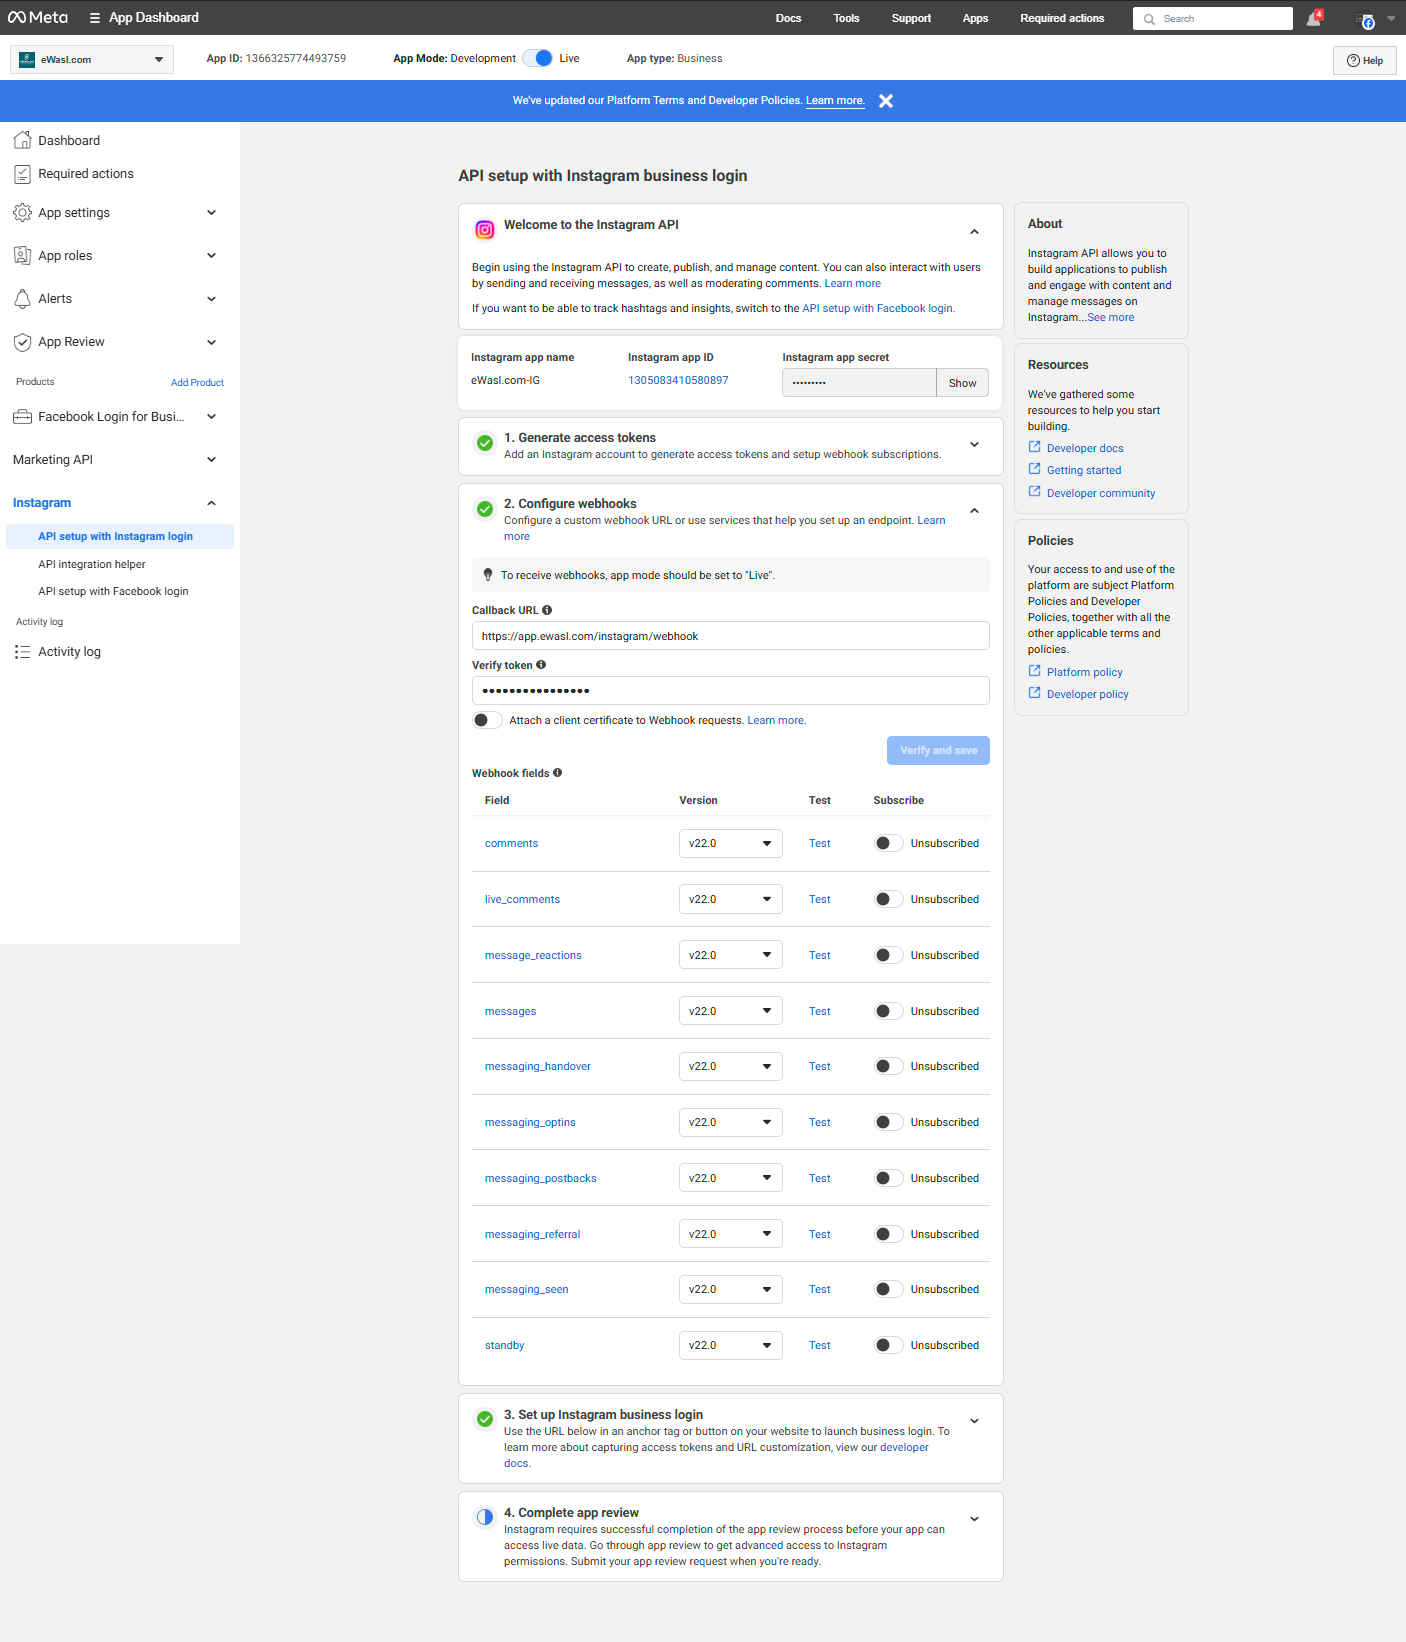 Meta
App Dashboard
Docs
Tools
Support
Apps
Required actions
Search
4
eWasl.com
App ID: 1366325774493759
App Mode: Development
Live
App type: Business
Help
We've updated our Platform Terms and Developer Policies. Learn more.
Dashboard
Required actions
App settings
App roles
Alerts
App Review
Products
Add Product
Facebook Login for Busi...
Marketing API
Instagram
API setup with Instagram login
API integration helper
API setup with Facebook login
Activity log
Activity log
API setup with Instagram business login
Welcome to the Instagram API
Begin using the Instagram API to create, publish, and manage content. You can also interact with users
by sending and receiving messages, as well as moderating comments. Learn more
If you want to be able to track hashtags and insights, switch to the API setup with Facebook login.
Instagram app name
Instagram app ID
Instagram app secret
eWasl.com-IG
1305083410580897
•••••••••
Show
1. Generate access tokens
Add an Instagram account to generate access tokens and setup webhook subscriptions.
2. Configure webhooks
Configure a custom webhook URL or use services that help you set up an endpoint. Learn
more
To receive webhooks, app mode should be set to "Live".
Callback URL
https://app.ewasl.com/instagram/webhook
Verify token
••••••••••••••••
Attach a client certificate to Webhook requests. Learn more.
Verify and save
Webhook fields
Field Version Test Subscribe
comments v22.0 Test Unsubscribed
live_comments v22.0 Test Unsubscribed
message_reactions v22.0 Test Unsubscribed
messages v22.0 Test Unsubscribed
messaging_handover v22.0 Test Unsubscribed
messaging_optins v22.0 Test Unsubscribed
messaging_postbacks v22.0 Test Unsubscribed
messaging_referral v22.0 Test Unsubscribed
messaging_seen v22.0 Test Unsubscribed
standby v22.0 Test Unsubscribed
3. Set up Instagram business login
Use the URL below in an anchor tag or button on your website to launch business login. To
learn more about capturing access tokens and URL customization, view our developer
docs.
4. Complete app review
Instagram requires successful completion of the app review process before your app can
access live data. Go through app review to get advanced access to Instagram
permissions. Submit your app review request when you're ready.
About
Instagram API allows you to
build applications to publish
and engage with content and
manage messages on
Instagram...See more
Resources
We've gathered some
resources to help you start
building.
Developer docs
Getting started
Developer community
Policies
Your access to and use of the
platform are subject Platform
Policies and Developer
Policies, together with all the
other applicable terms and
policies.
Platform policy
Developer policy